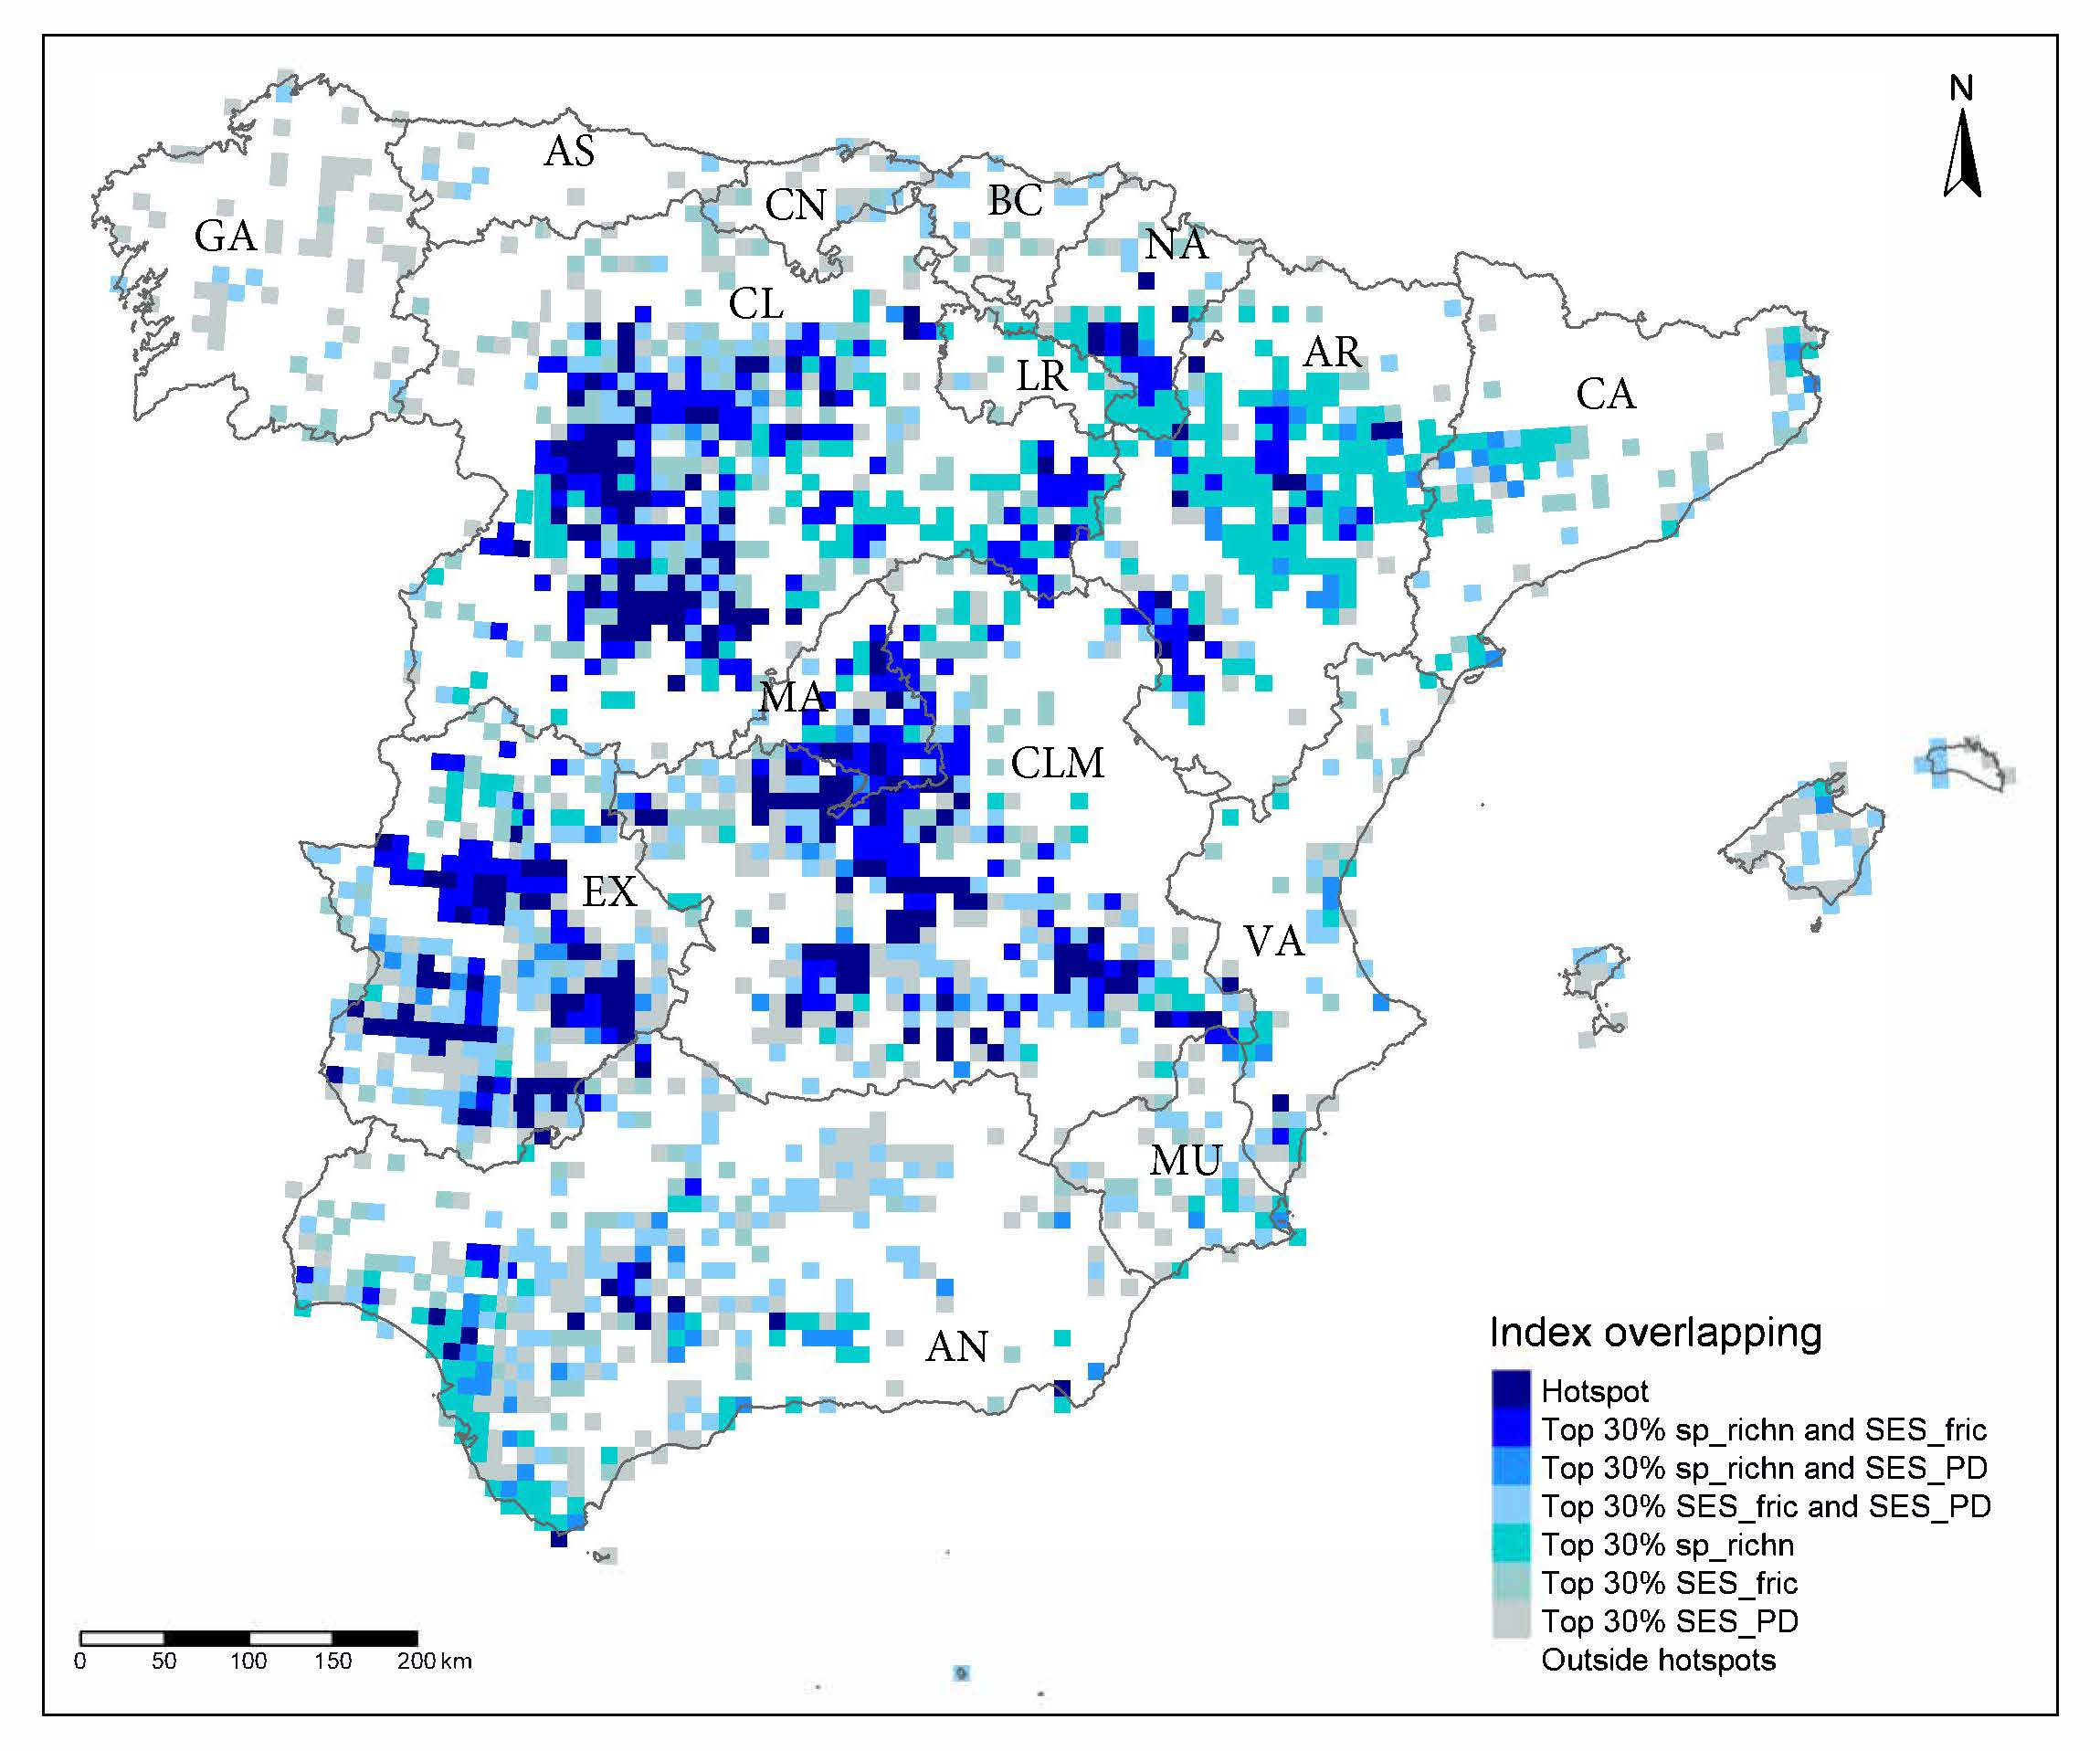 N
AS
CN
BC
GA
NA
CL
AR
LR
CA
MA
CLM
EX
VA
MU
AN
Index overlapping
Hotspot
Top 30% sp_richn and SES_fric
Top 30% sp_richn and SES_PD
Top 30% SES_fric and SES_PD
Top 30% sp_richn
Top 30% SES_fric
Top 30% SES_PD
Outside hotspots
0 50 100 150 200 km